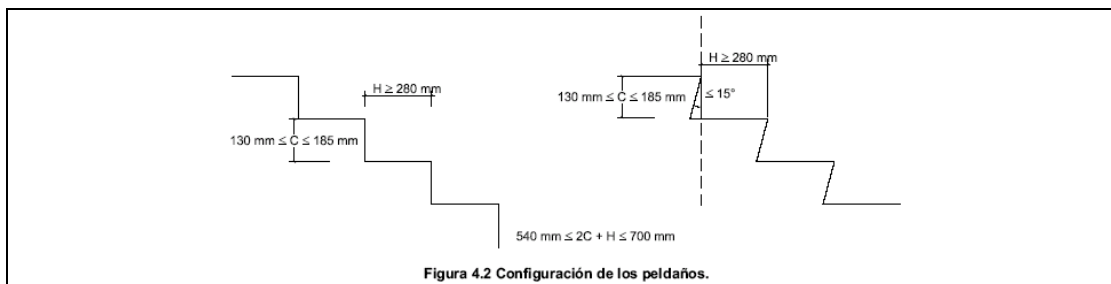 H ≥ 280 mm
130 mm ≤ C ≤ 185 mm
H ≥ 280 mm
130 mm ≤ C ≤ 185 mm
≤ 15°
540 mm ≤ 2C + H ≤ 700 mm
Figura 4.2 Configuración de los peldaños.